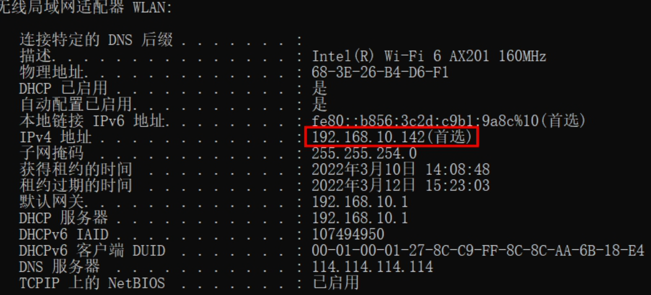 无线局域网适配器 WLAN:
连接特定的 DNS 后缀 . . . . . . . :
描述. . . . . . . . . . . . . . . : Intel(R) Wi-Fi 6 AX201 160MHz
物理地址. . . . . . . . . . . . . : 68-3E-26-B4-D6-F1
DHCP 已启用 . . . . . . . . . . . : 是
自动配置已启用. . . . . . . . . . : 是
本地链接 IPv6 地址. . . . . . . . : fe80::b856:3c2d:c9b1:9a8c%10(首选)
IPv4 地址 . . . . . . . . . . . . : 192.168.10.142(首选)
子网掩码 . . . . . . . . . . . . : 255.255.254.0
获得租约的时间 . . . . . . . . . : 2022年3月10日 14:08:48
租约过期的时间 . . . . . . . . . : 2022年3月12日 15:23:03
默认网关. . . . . . . . . . . . . : 192.168.10.1
DHCP 服务器 . . . . . . . . . . . : 192.168.10.1
DHCPv6 IAID . . . . . . . . . . . : 107494950
DHCPv6 客户端 DUID . . . . . . . : 00-01-00-01-27-8C-C9-FF-8C-8C-AA-6B-18-E4
DNS 服务器 . . . . . . . . . . . : 114.114.114.114
TCPIP 上的 NetBIOS . . . . . . . : 已启用